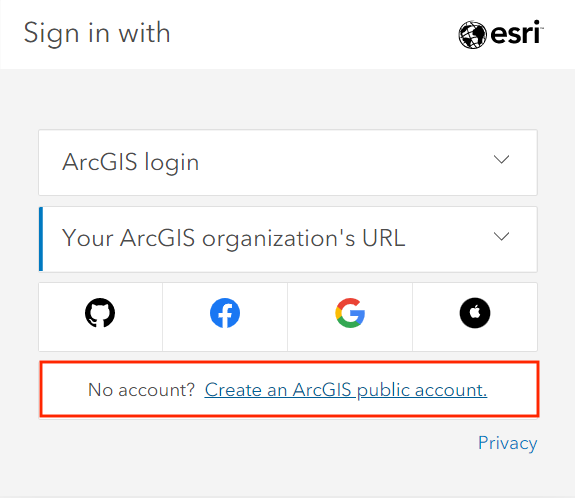 Sign in with
esri
ArcGIS login
Your ArcGIS organization's URL
No account? Create an ArcGIS public account.
Privacy